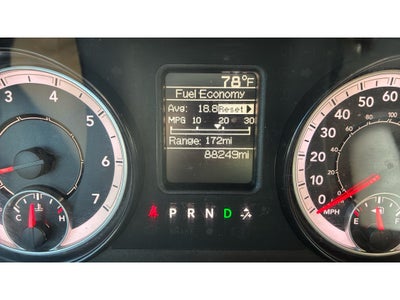 78°F
Fuel Economy
Avg: 18.8 Reset
MPG 10 20 30
Range: 172mi
88249mi
3 4 5 6 7
C H
P R N D
0 10 20 30 40 50 60
MPH
E F